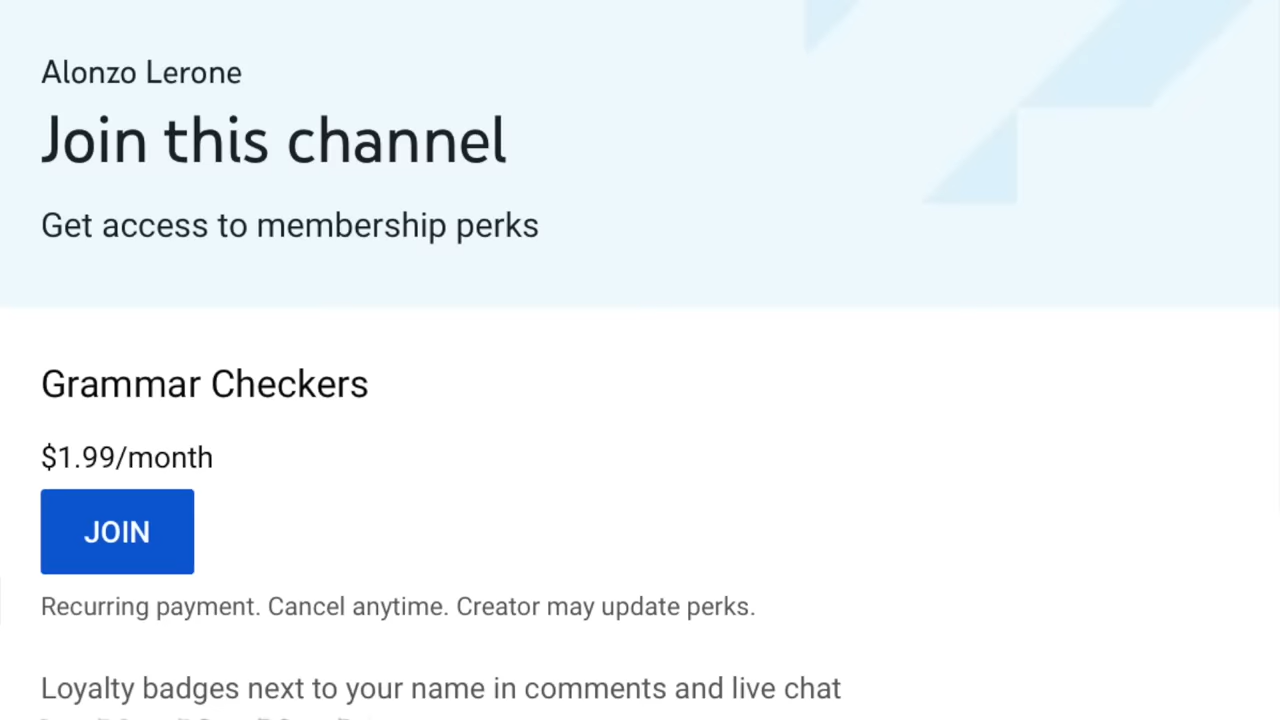 Alonzo Lerone
Join this channel
Get access to membership perks
Grammar Checkers
$1.99/month
JOIN
Recurring payment. Cancel anytime. Creator may update perks.
Loyalty badges next to your name in comments and live chat